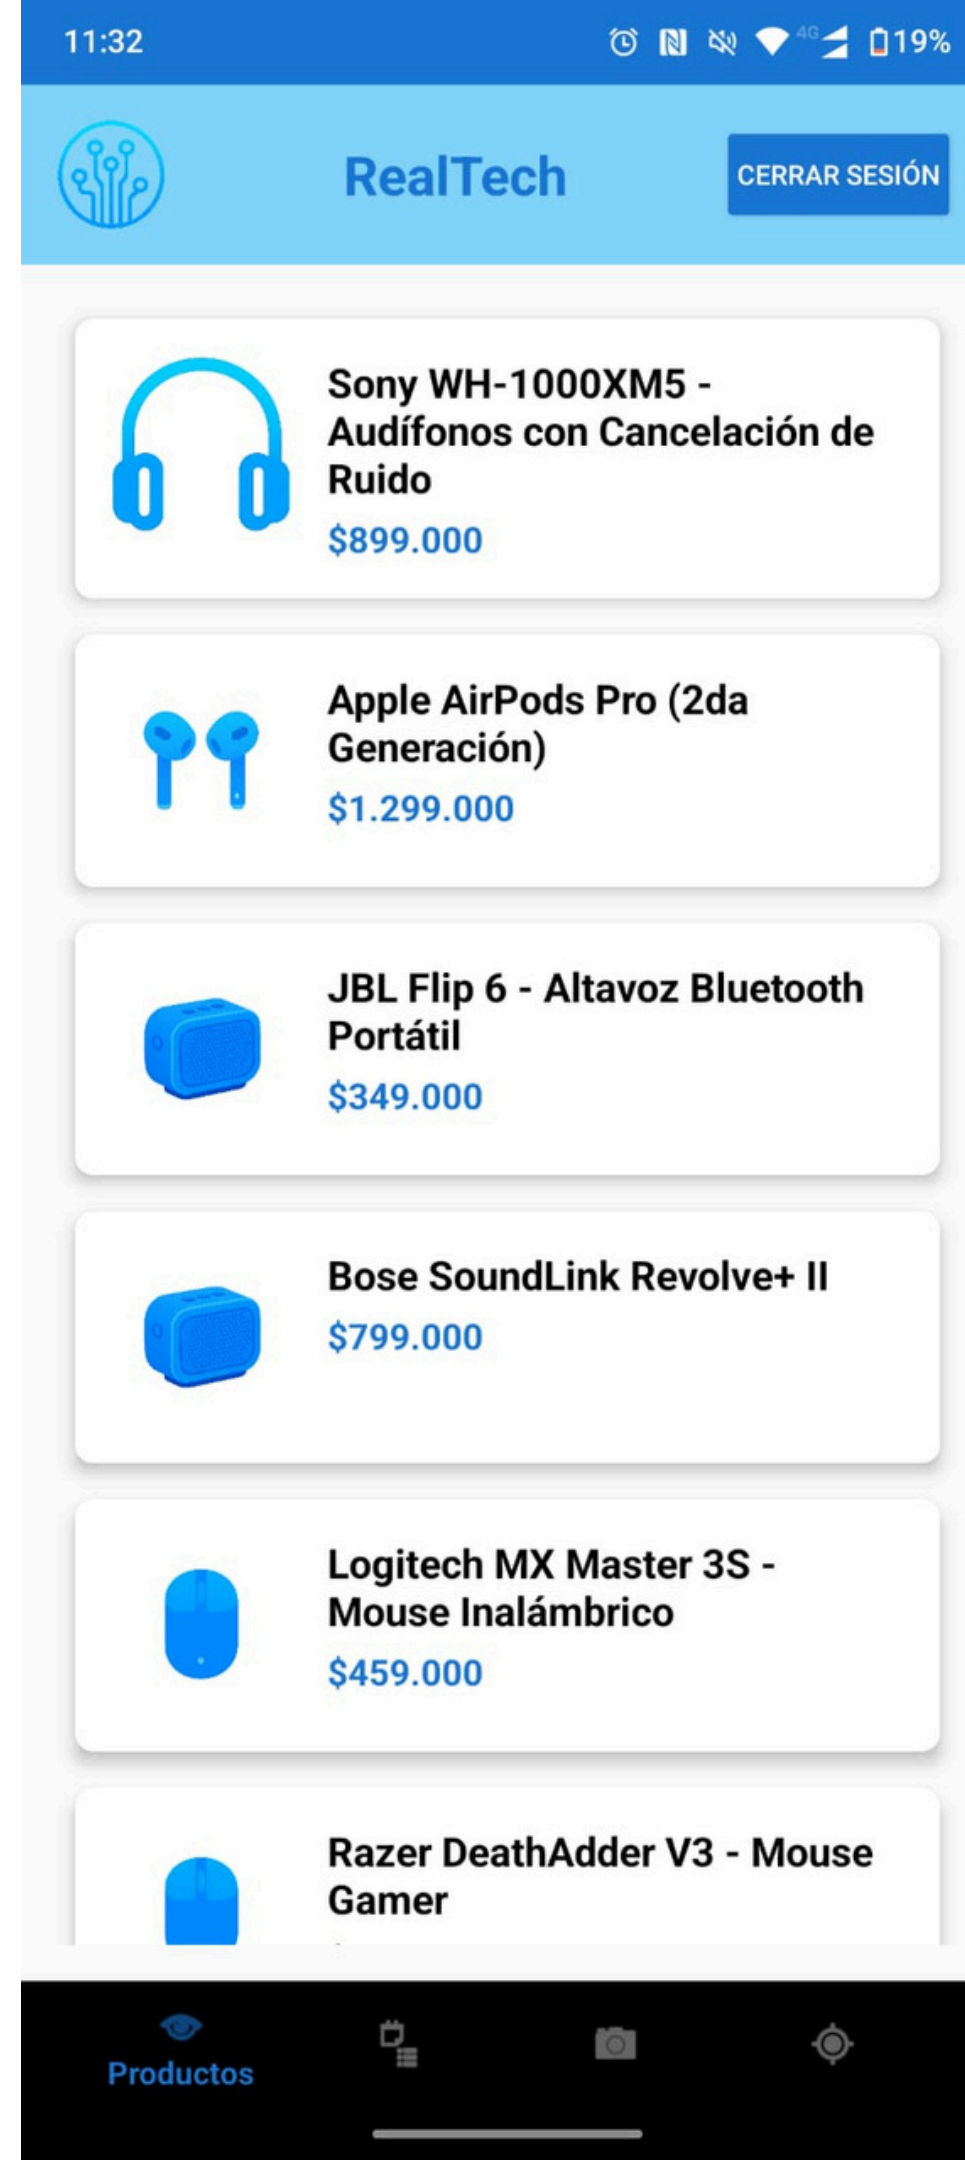 11:32
4G
19%
RealTech
CERRAR SESIÓN
Sony WH-1000XM5 -
Audífonos con Cancelación de
Ruido
$899.000
Apple AirPods Pro (2da
Generación)
$1.299.000
JBL Flip 6 - Altavoz Bluetooth
Portátil
$349.000
Bose SoundLink Revolve+ II
$799.000
Logitech MX Master 3S -
Mouse Inalámbrico
$459.000
Razer DeathAdder V3 - Mouse
Gamer
Productos